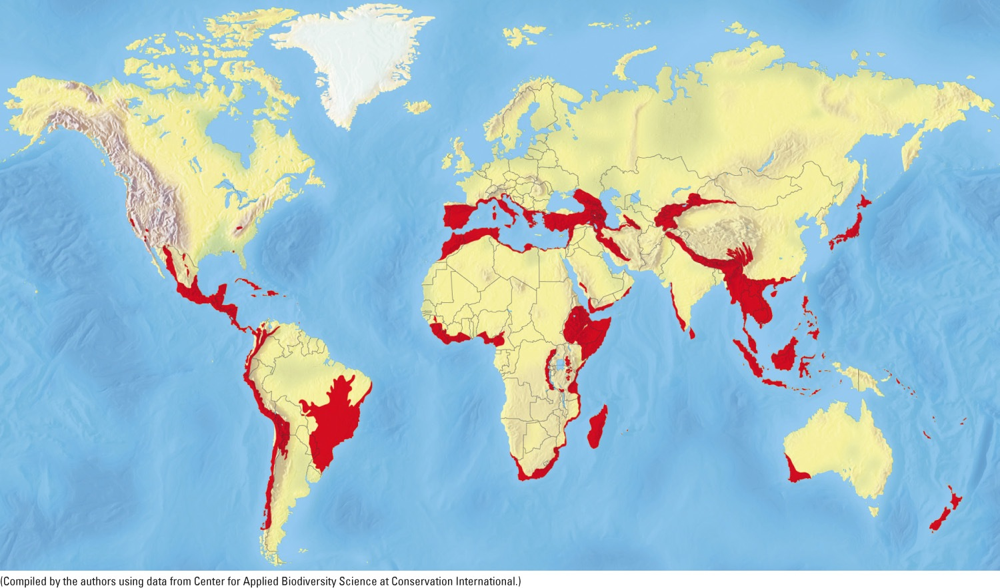 (Compiled by the authors using data from Center for Applied Biodiversity Science at Conservation International.)